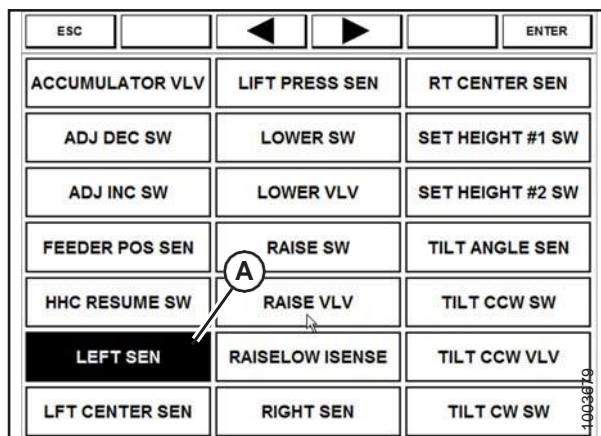 ESC ENTER
ACCUMULATOR VLV LIFT PRESS SEN RT CENTER SEN
ADJ DEC SW LOWER SW SET HEIGHT #1 SW
ADJ INC SW LOWER VLV SET HEIGHT #2 SW
FEEDER POS SEN RAISE SW TILT ANGLE SEN
A
HHC RESUME SW RAISE VLV TILT CCW SW
LEFT SEN RAISELOW ISENSE TILT CCW VLV
LFT CENTER SEN RIGHT SEN TILT CW SW
1003679